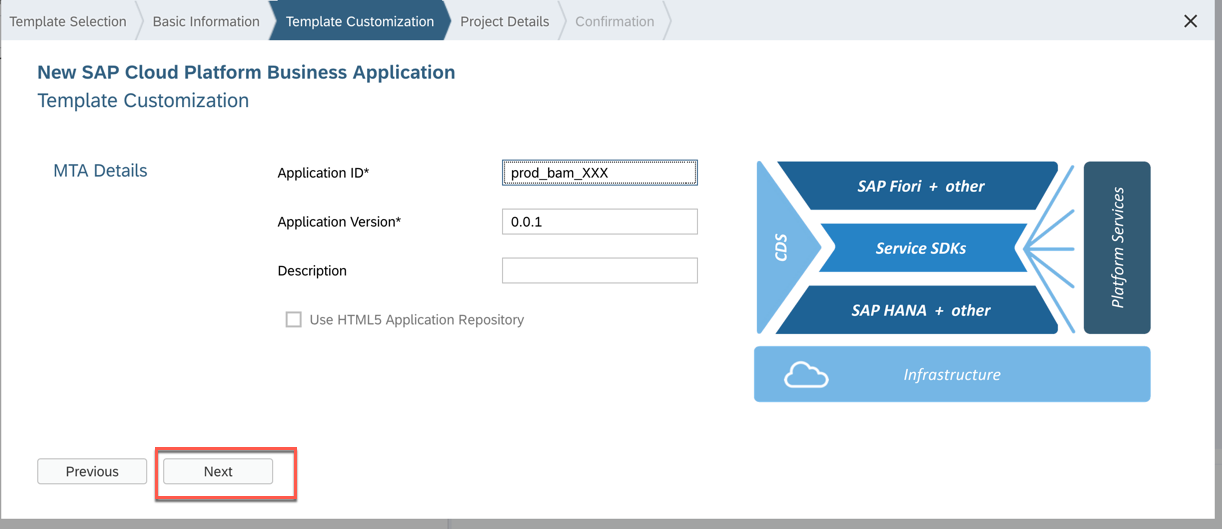 Template Selection
Basic Information
Template Customization
Project Details
Confirmation
New SAP Cloud Platform Business Application
Template Customization
MTA Details
Application ID*
prod_bam_XXX
Application Version*
0.0.1
Description
Use HTML5 Application Repository
CDS
SAP Fiori + other
Service SDKs
SAP HANA + other
Platform Services
Infrastructure
Previous
Next